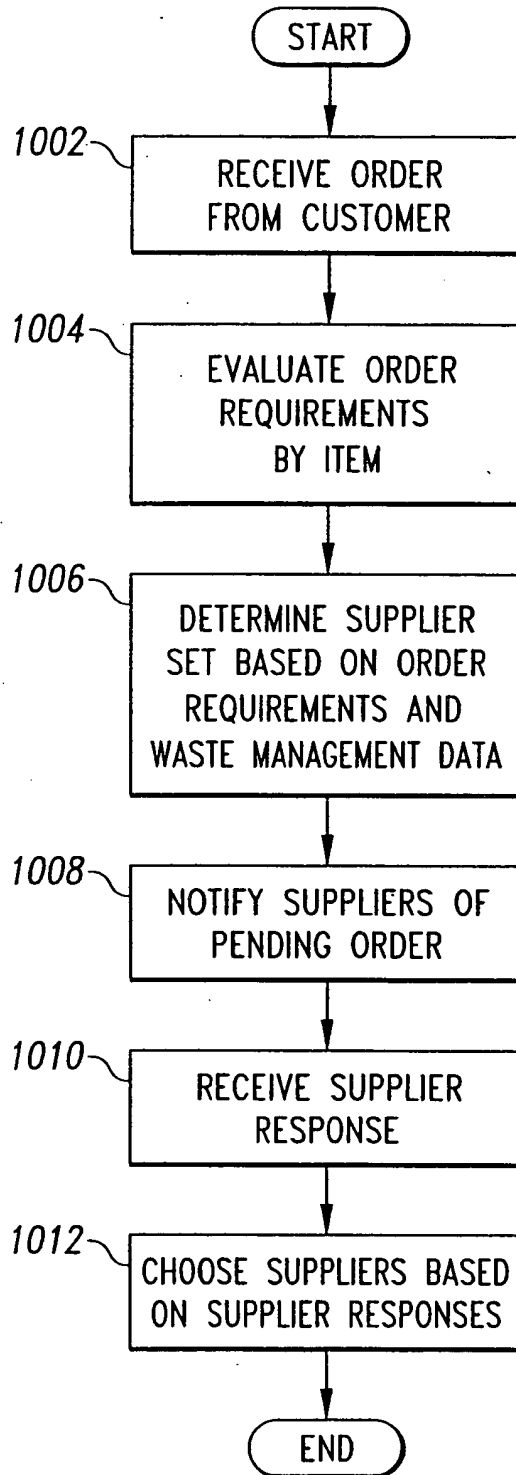 START
1002
RECEIVE ORDER
FROM CUSTOMER
1004
EVALUATE ORDER
REQUIREMENTS
BY ITEM
1006
DETERMINE SUPPLIER
SET BASED ON ORDER
REQUIREMENTS AND
WASTE MANAGEMENT DATA
1008
NOTIFY SUPPLIERS OF
PENDING ORDER
1010
RECEIVE SUPPLIER
RESPONSE
1012
CHOOSE SUPPLIERS BASED
ON SUPPLIER RESPONSES
END